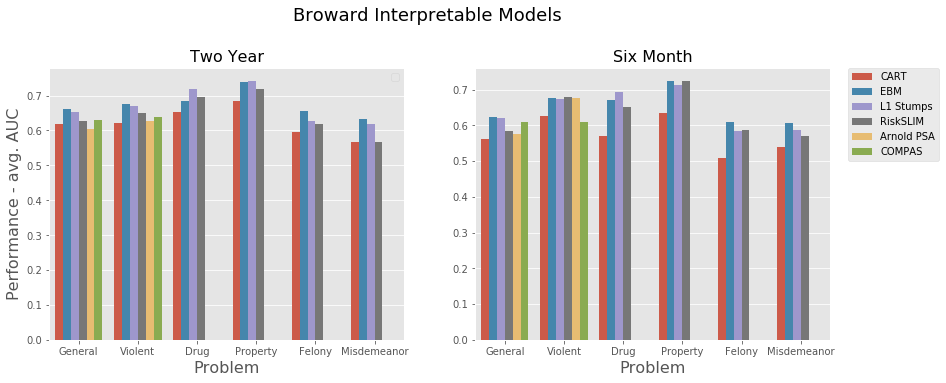 Broward Interpretable Models
Two Year
Performance - avg. AUC
0.7
0.6
0.5
0.4
0.3
0.2
0.1
0.0
General Violent Drug Property Felony Misdemeanor
Problem
Six Month
0.7
0.6
0.5
0.4
0.3
0.2
0.1
0.0
General Violent Drug Property Felony Misdemeanor
Problem
CART
EBM
L1 Stumps
RiskSLIM
Arnold PSA
COMPAS